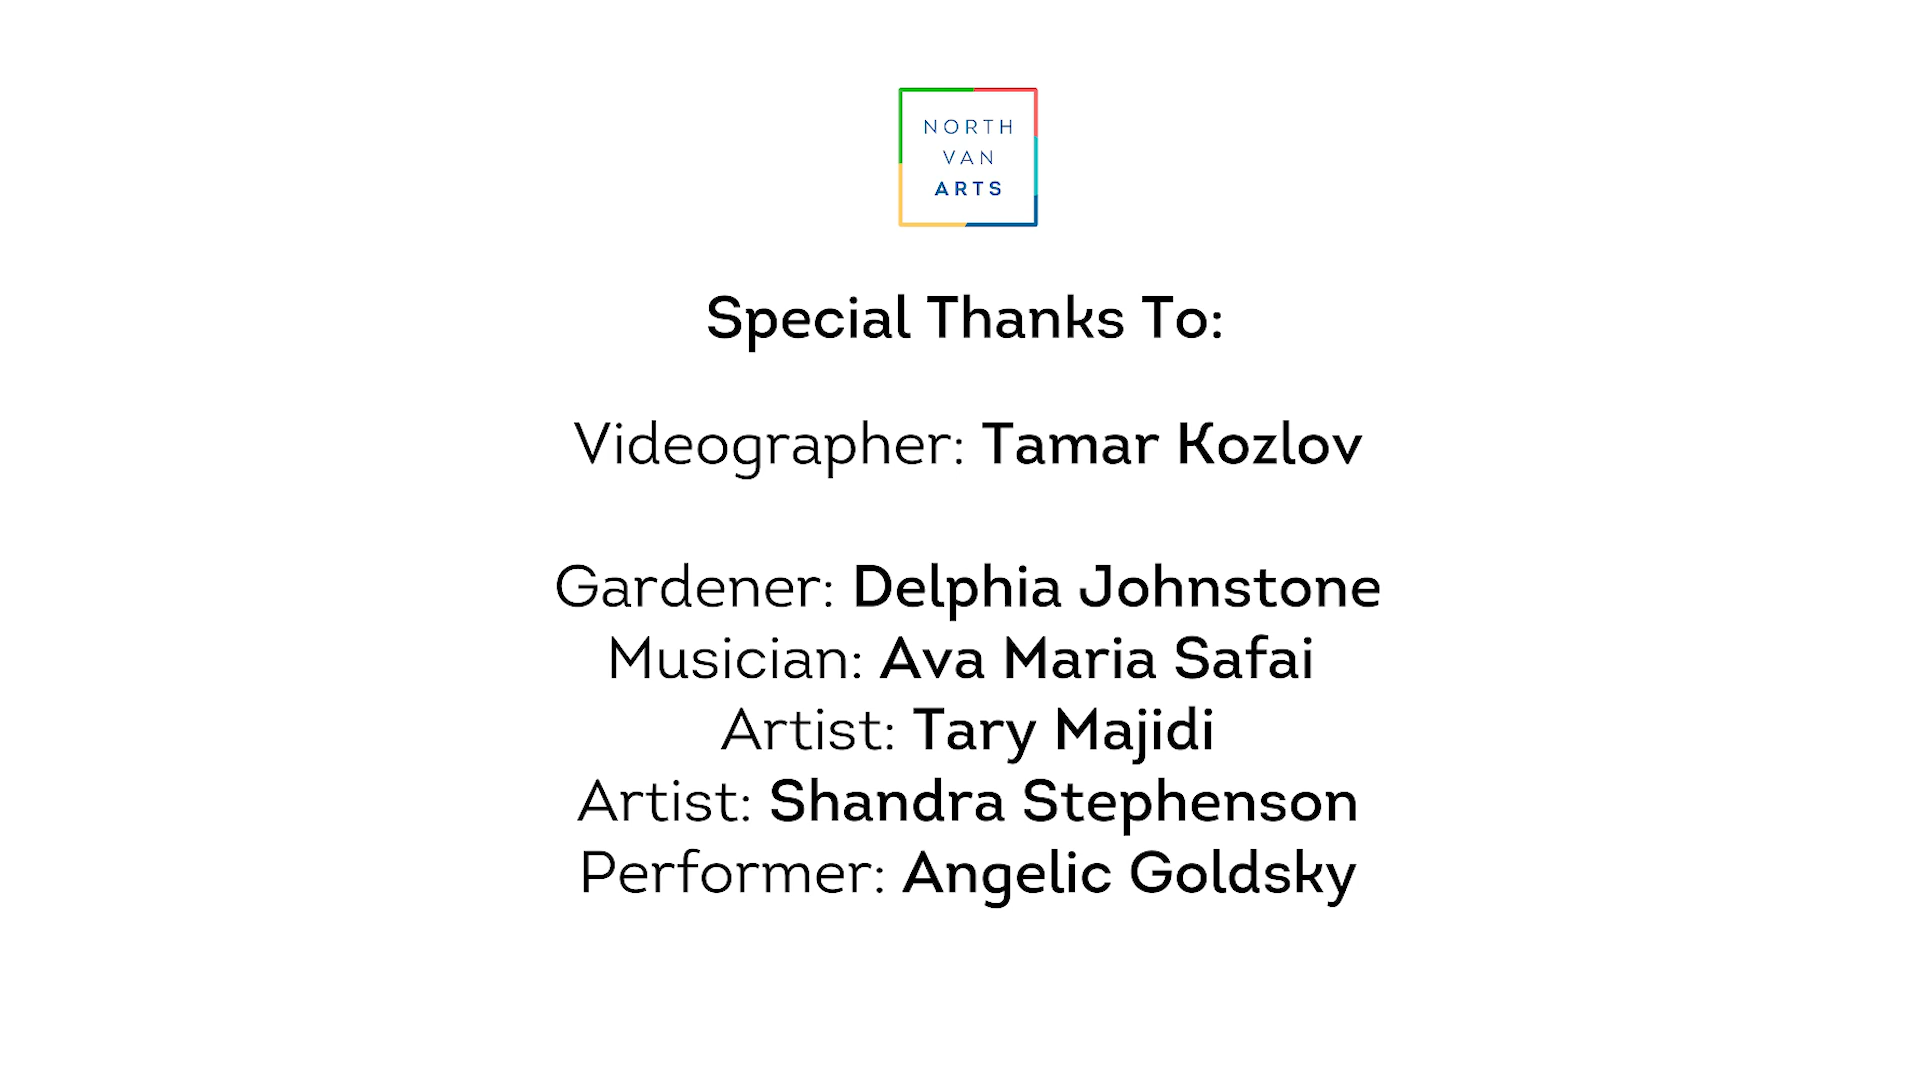 NORTH
VAN
ARTS
Special Thanks To:
Videographer: Tamar Kozlov
Gardener: Delphia Johnstone
Musician: Ava Maria Safai
Artist: Tary Majidi
Artist: Shandra Stephenson
Performer: Angelic Goldsky